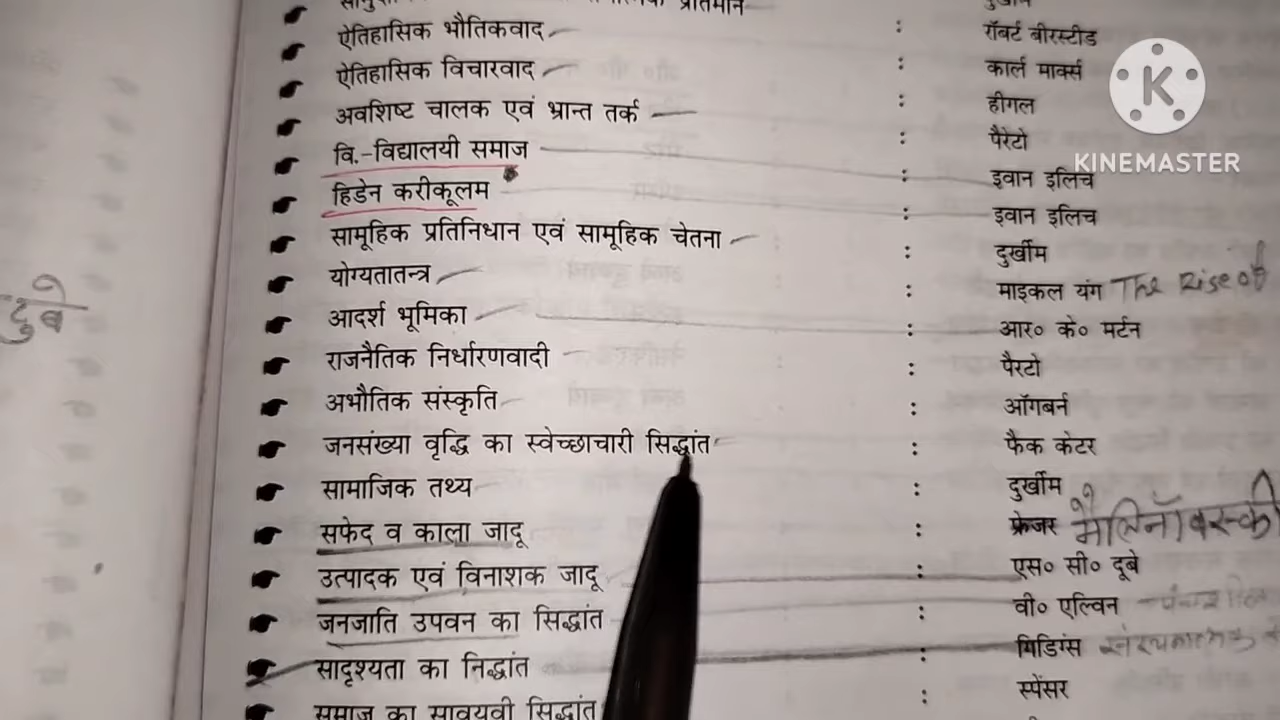 प्रतिमान : रॉबर्ट बीरस्टीड
ऐतिहासिक भौतिकवाद : कार्ल मार्क्स
ऐतिहासिक विचारवाद : हीगल
अवशिष्ट चालक एवं भ्रान्त तर्क : पैरेटो
वि.-विद्यालयी समाज : इवान इलिच
हिडेन करीकूलम : इवान इलिच
सामूहिक प्रतिनिधान एवं सामूहिक चेतना : दुर्खीम
योग्यतातन्त्र : माइकल यंग The Rise of
आदर्श भूमिका : आर० के० मर्टन
राजनैतिक निर्धारणवादी : पैरटो
अभौतिक संस्कृति : ऑगबर्न
जनसंख्या वृद्धि का स्वेच्छाचारी सिद्धांत : फैक केटर
सामाजिक तथ्य : दुर्खीम
सफेद व काला जादू : फ्रेजर मैलिनॉवस्की
उत्पादक एवं विनाशक जादू : एस० सी० दूबे
जनजाति उपवन का सिद्धांत : वी० एल्विन
सादृश्यता का निद्धांत : गिडिंग्स
समाज का सावयवी सिद्धांत : स्पेंसर
दुबे
K
KINEMASTER